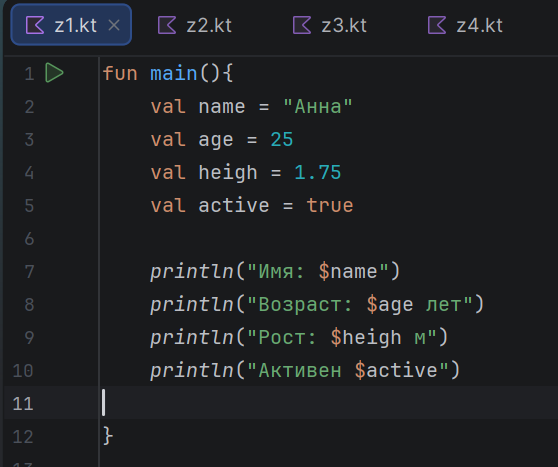 z1.kt z2.kt z3.kt z4.kt
1 fun main(){
2     val name = "Анна"
3     val age = 25
4     val heigh = 1.75
5     val active = true
6
7     println("Имя: $name")
8     println("Возраст: $age лет")
9     println("Рост: $heigh м")
10     println("Активен $active")
11
12 }